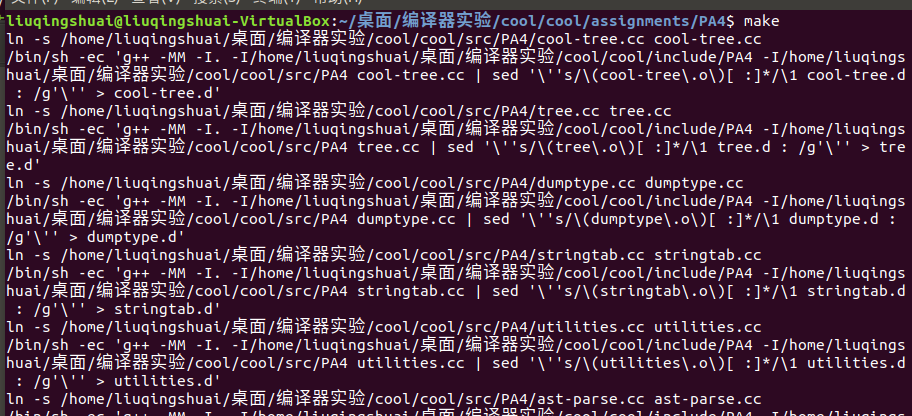 liuqingshuai@liuqingshuai-VirtualBox:~/桌面/编译器实验/cool/cool/assignments/PA4$ make
ln -s /home/liuqingshuai/桌面/编译器实验/cool/cool/src/PA4/cool-tree.cc cool-tree.cc
/bin/sh -ec 'g++ -MM -I. -I/home/liuqingshuai/桌面/编译器实验/cool/cool/include/PA4 -I/home/liuqings
huai/桌面/编译器实验/cool/cool/src/PA4 cool-tree.cc | sed '\''s/\(cool-tree\.o\)[ :]*/\1 cool-tree.d
 : /g'\'' > cool-tree.d'
ln -s /home/liuqingshuai/桌面/编译器实验/cool/cool/src/PA4/tree.cc tree.cc
/bin/sh -ec 'g++ -MM -I. -I/home/liuqingshuai/桌面/编译器实验/cool/cool/include/PA4 -I/home/liuqings
huai/桌面/编译器实验/cool/cool/src/PA4 tree.cc | sed '\''s/\(tree\.o\)[ :]*/\1 tree.d : /g'\'' > tre
e.d'
ln -s /home/liuqingshuai/桌面/编译器实验/cool/cool/src/PA4/dumptype.cc dumptype.cc
/bin/sh -ec 'g++ -MM -I. -I/home/liuqingshuai/桌面/编译器实验/cool/cool/include/PA4 -I/home/liuqings
huai/桌面/编译器实验/cool/cool/src/PA4 dumptype.cc | sed '\''s/\(dumptype\.o\)[ :]*/\1 dumptype.d : 
/g'\'' > dumptype.d'
ln -s /home/liuqingshuai/桌面/编译器实验/cool/cool/src/PA4/stringtab.cc stringtab.cc
/bin/sh -ec 'g++ -MM -I. -I/home/liuqingshuai/桌面/编译器实验/cool/cool/include/PA4 -I/home/liuqings
huai/桌面/编译器实验/cool/cool/src/PA4 stringtab.cc | sed '\''s/\(stringtab\.o\)[ :]*/\1 stringtab.d
 : /g'\'' > stringtab.d'
ln -s /home/liuqingshuai/桌面/编译器实验/cool/cool/src/PA4/utilities.cc utilities.cc
/bin/sh -ec 'g++ -MM -I. -I/home/liuqingshuai/桌面/编译器实验/cool/cool/include/PA4 -I/home/liuqings
huai/桌面/编译器实验/cool/cool/src/PA4 utilities.cc | sed '\''s/\(utilities\.o\)[ :]*/\1 utilities.d
 : /g'\'' > utilities.d'
ln -s /home/liuqingshuai/桌面/编译器实验/cool/cool/src/PA4/ast-parse.cc ast-parse.cc